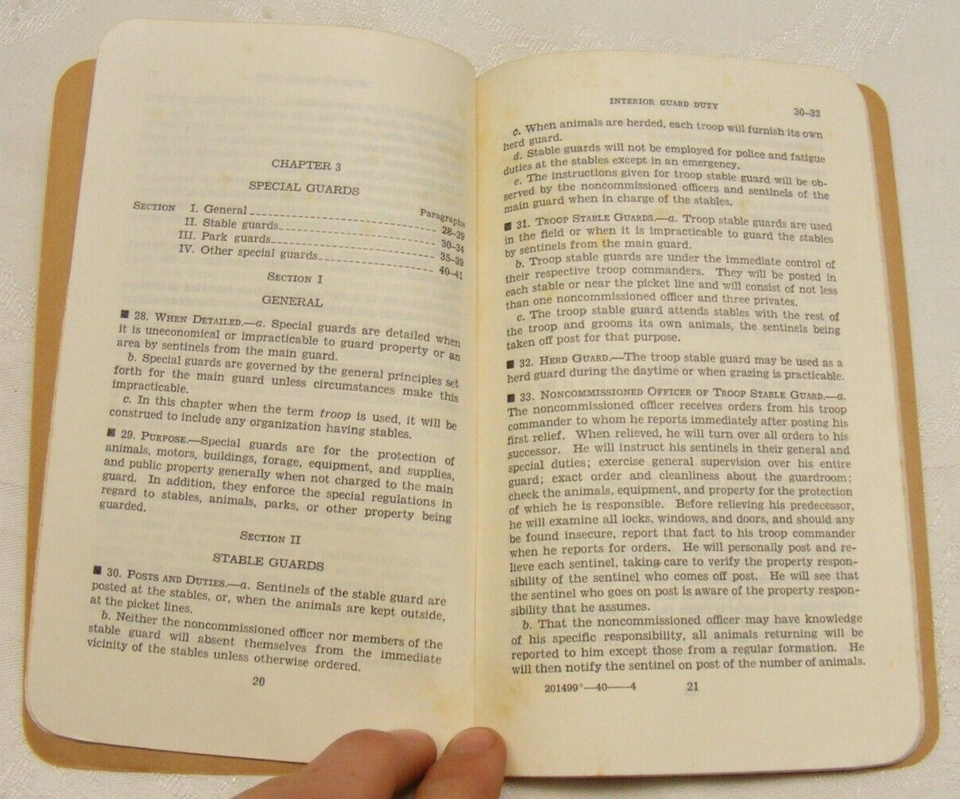 CHAPTER 3
SPECIAL GUARDS
Paragraphs
SECTION I. General 28-29
II. Stable guards 30-34
III. Park guards 35-39
IV. Other special guards 40-41
SECTION I
GENERAL
■ 28. WHEN DETAILED.—a. Special guards are detailed when
it is uneconomical or impracticable to guard property or an
area by sentinels from the main guard.
b. Special guards are governed by the general principles set
forth for the main guard unless circumstances make this
impracticable.
c. In this chapter when the term troop is used, it will be
construed to include any organization having stables.
■ 29. PURPOSE.—Special guards are for the protection of
animals, motors, buildings, forage, equipment, and supplies,
and public property generally when not charged to the main
guard. In addition, they enforce the special regulations in
regard to stables, animals, parks, or other property being
guarded.
SECTION II
STABLE GUARDS
■ 30. POSTS AND DUTIES.—a. Sentinels of the stable guard are
posted at the stables, or, when the animals are kept outside,
at the picket lines.
b. Neither the noncommissioned officer nor members of the
stable guard will absent themselves from the immediate
vicinity of the stables unless otherwise ordered.
20
INTERIOR GUARD DUTY 30-33
c. When animals are herded, each troop will furnish its own
herd guard.
d. Stable guards will not be employed for police and fatigue
duties at the stables except in an emergency.
e. The instructions given for troop stable guard will be ob-
served by the noncommissioned officers and sentinels of the
main guard when in charge of the stables.
■ 31. TROOP STABLE GUARDS.—a. Troop stable guards are used
in the field or when it is impracticable to guard the stables
by sentinels from the main guard.
b. Troop stable guards are under the immediate control of
their respective troop commanders. They will be posted in
each stable or near the picket line and will consist of not less
than one noncommissioned officer and three privates.
c. The troop stable guard attends stables with the rest of
the troop and grooms its own animals, the sentinels being
taken off post for that purpose.
■ 32. HERD GUARD.—The troop stable guard may be used as a
herd guard during the daytime or when grazing is practicable.
■ 33. NONCOMMISSIONED OFFICER OF TROOP STABLE GUARD.—a.
The noncommissioned officer receives orders from his troop
commander to whom he reports immediately after posting his
first relief. When relieved, he will turn over all orders to his
successor. He will instruct his sentinels in their general and
special duties; exercise general supervision over his entire
guard; exact order and cleanliness about the guardroom;
check the animals, equipment, and property for the protection
of which he is responsible. Before relieving his predecessor,
he will examine all locks, windows, and doors, and should any
be found insecure, report that fact to his troop commander
when he reports for orders. He will personally post and re-
lieve each sentinel, taking care to verify the property respon-
sibility of the sentinel who comes off post. He will see that
the sentinel who goes on post is aware of the property respon-
sibility that he assumes.
b. That the noncommissioned officer may have knowledge
of his specific responsibility, all animals returning will be
reported to him except those from a regular formation. He
will then notify the sentinel on post of the number of animals.
201499°—40——4 21